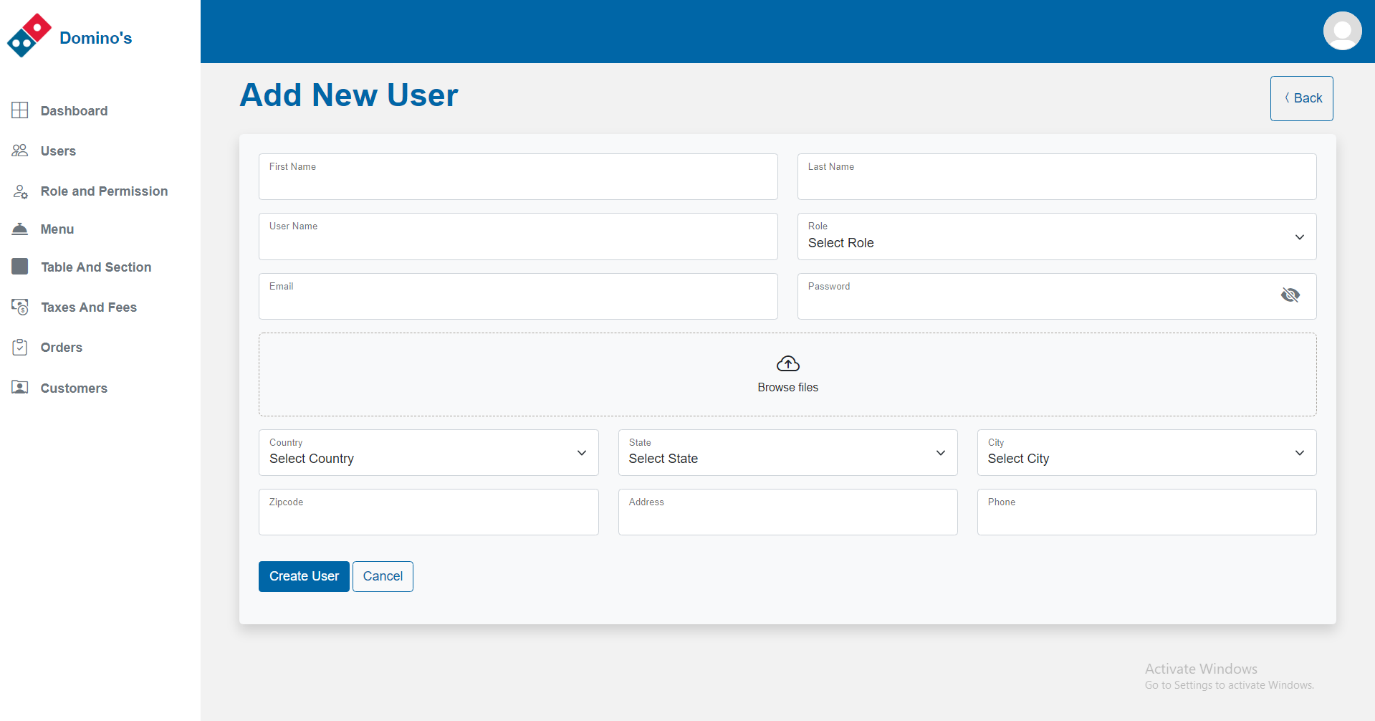 Domino's
Dashboard
Users
Role and Permission
Menu
Table And Section
Taxes And Fees
Orders
Customers
Add New User
Back
First Name
Last Name
User Name
Role
Select Role
Email
Password
Browse files
Country
Select Country
State
Select State
City
Select City
Zipcode
Address
Phone
Create User
Cancel
Activate Windows
Go to Settings to activate Windows.